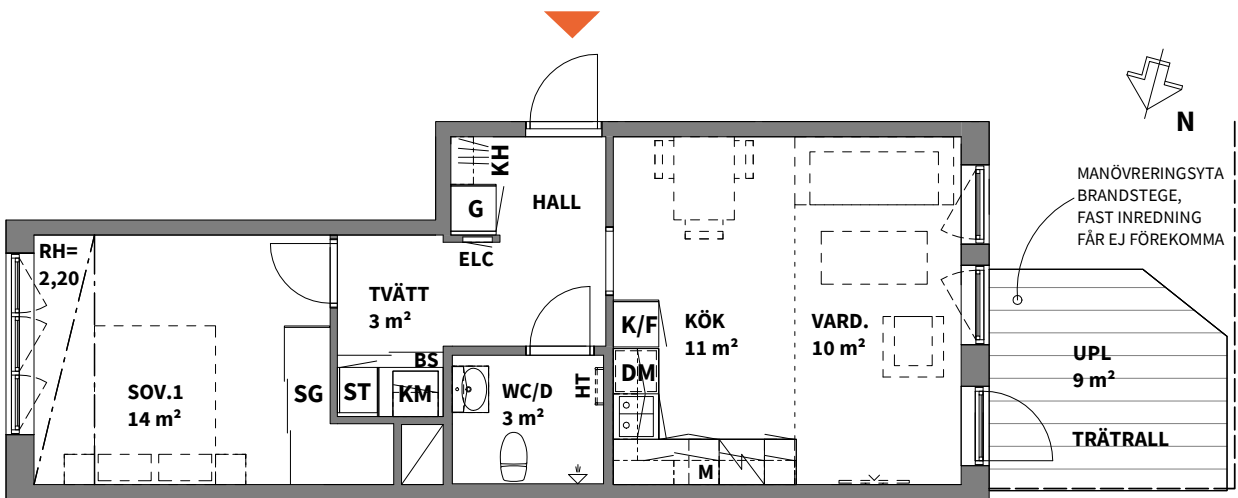 N
MANÖVRERINGSYTA
BRANDSTEGE,
FAST INREDNING
FÅR EJ FÖREKOMMA
KH
G
HALL
ELC
RH=
2,20
TVÄTT
3 m²
BS
ST
KM
SOV.1
14 m²
SG
WC/D
3 m²
HT
K/F
DM
KÖK
11 m²
M
VARD.
10 m²
UPL
9 m²
TRÄTRALL